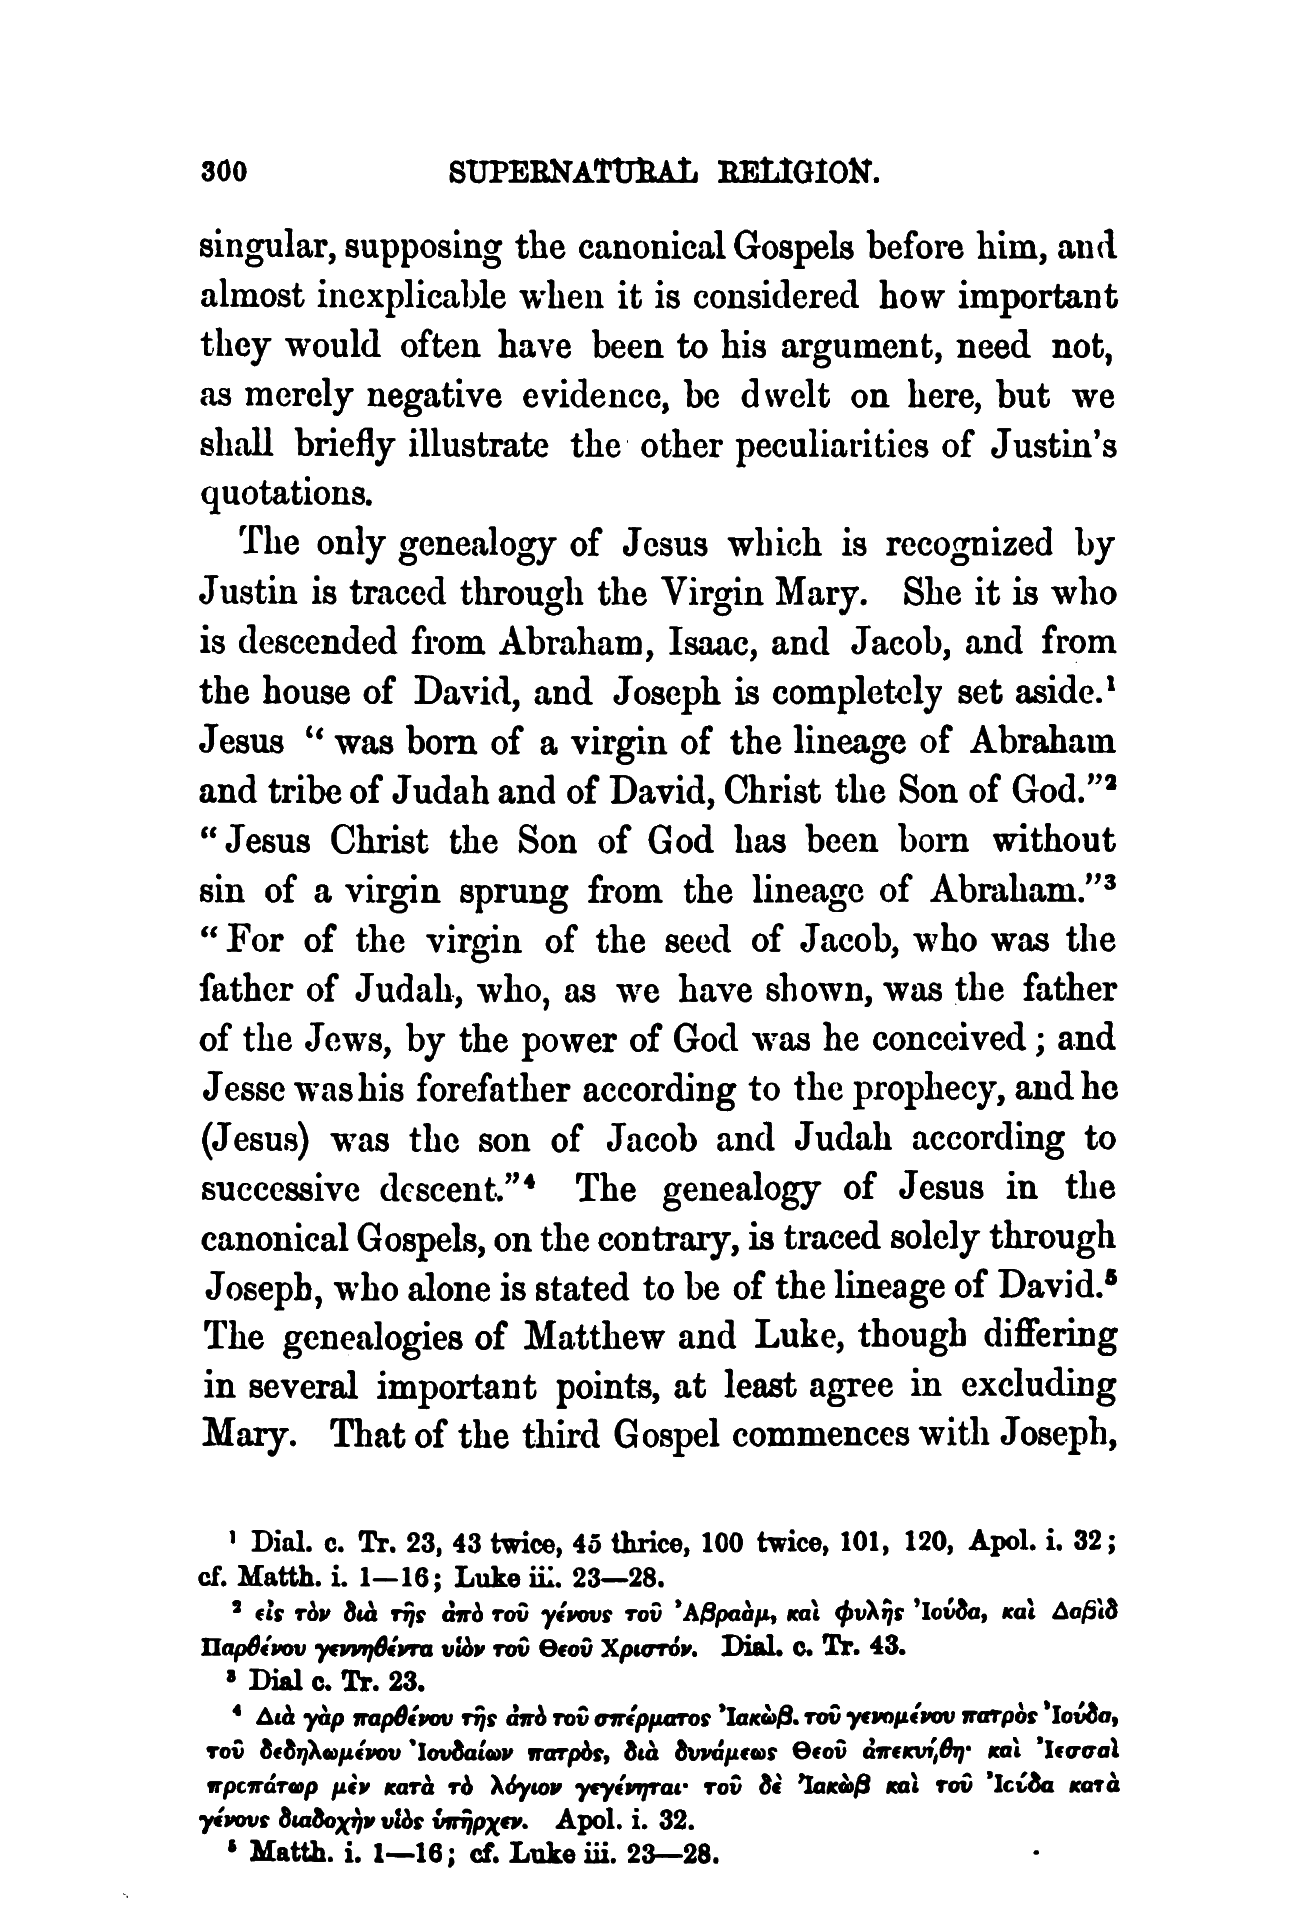 300 SUPERNATURAL RELIGION.
singular, supposing the canonical Gospels before him, and
almost inexplicable when it is considered how important
they would often have been to his argument, need not,
as merely negative evidence, be dwelt on here, but we
shall briefly illustrate the other peculiarities of Justin's
quotations.
The only genealogy of Jesus which is recognized by
Justin is traced through the Virgin Mary. She it is who
is descended from Abraham, Isaac, and Jacob, and from
the house of David, and Joseph is completely set aside.¹
Jesus “ was born of a virgin of the lineage of Abraham
and tribe of Judah and of David, Christ the Son of God.”²
“ Jesus Christ the Son of God has been born without
sin of a virgin sprung from the lineage of Abraham.”³
“ For of the virgin of the seed of Jacob, who was the
father of Judah, who, as we have shown, was the father
of the Jews, by the power of God was he conceived ; and
Jesse was his forefather according to the prophecy, and he
(Jesus) was the son of Jacob and Judah according to
successive descent.”⁴ The genealogy of Jesus in the
canonical Gospels, on the contrary, is traced solely through
Joseph, who alone is stated to be of the lineage of David.⁵
The genealogies of Matthew and Luke, though differing
in several important points, at least agree in excluding
Mary. That of the third Gospel commences with Joseph,
¹ Dial. c. Tr. 23, 43 twice, 45 thrice, 100 twice, 101, 120, Apol. i. 32 ;
cf. Matth. i. 1—16 ; Luke iii. 23—28.
² εἰς τὸν διὰ τῆς ἀπὸ τοῦ γένους τοῦ Ἀβραὰμ, καὶ φυλῆς Ἰούδα, καὶ Δαβὶδ
Παρθένου γεννηθέντα υἱὸν τοῦ Θεοῦ Χριστόν. Dial. c. Tr. 43.
³ Dial c. Tr. 23.
⁴ Διὰ γὰρ παρθένου τῆς ἀπὸ τοῦ σπέρματος Ἰακὼβ. τοῦ γενομένου πατρὸς Ἰούδα,
τοῦ δεδηλωμένου Ἰουδαίων πατρὸς, διὰ δυνάμεως Θεοῦ ἀπεκυήθη· καὶ Ἰεσσαὶ
προπάτωρ μὲν κατὰ τὸ λόγιον γεγένηται· τοῦ δὲ Ἰακὼβ καὶ τοῦ Ἰούδα κατὰ
γένους διαδοχὴν υἱὸς ὑπῆρχεν. Apol. i. 32.
⁵ Matth. i. 1—16 ; cf. Luke iii. 23—28.